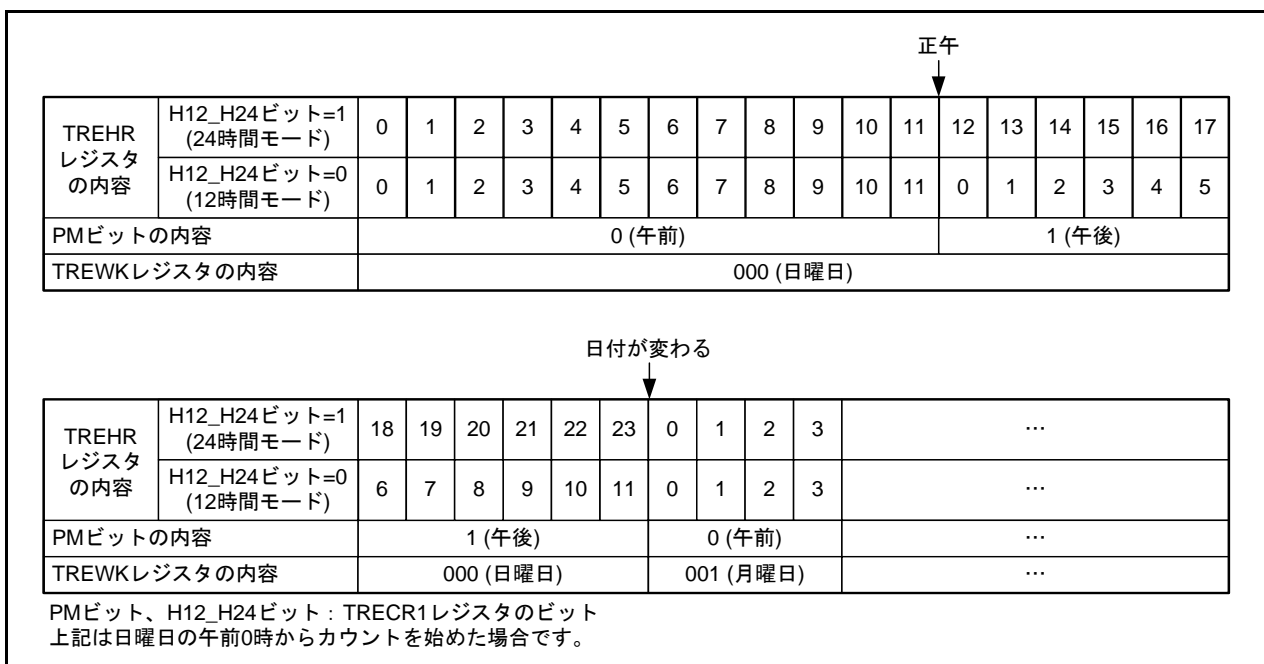 正午
TREHR
レジスタ
の内容
H12_H24ビット=1
(24時間モード)
0 1 2 3 4 5 6 7 8 9 10 11 12 13 14 15 16 17
H12_H24ビット=0
(12時間モード)
0 1 2 3 4 5 6 7 8 9 10 11 0 1 2 3 4 5
PMビットの内容 0 (午前) 1 (午後)
TREWKレジスタの内容 000 (日曜日)
日付が変わる
TREHR
レジスタ
の内容
H12_H24ビット=1
(24時間モード)
18 19 20 21 22 23 0 1 2 3 …
H12_H24ビット=0
(12時間モード)
6 7 8 9 10 11 0 1 2 3 …
PMビットの内容 1 (午後) 0 (午前) …
TREWKレジスタの内容 000 (日曜日) 001 (月曜日) …
PMビット、H12_H24ビット : TRECR1レジスタのビット
上記は日曜日の午前0時からカウントを始めた場合です。